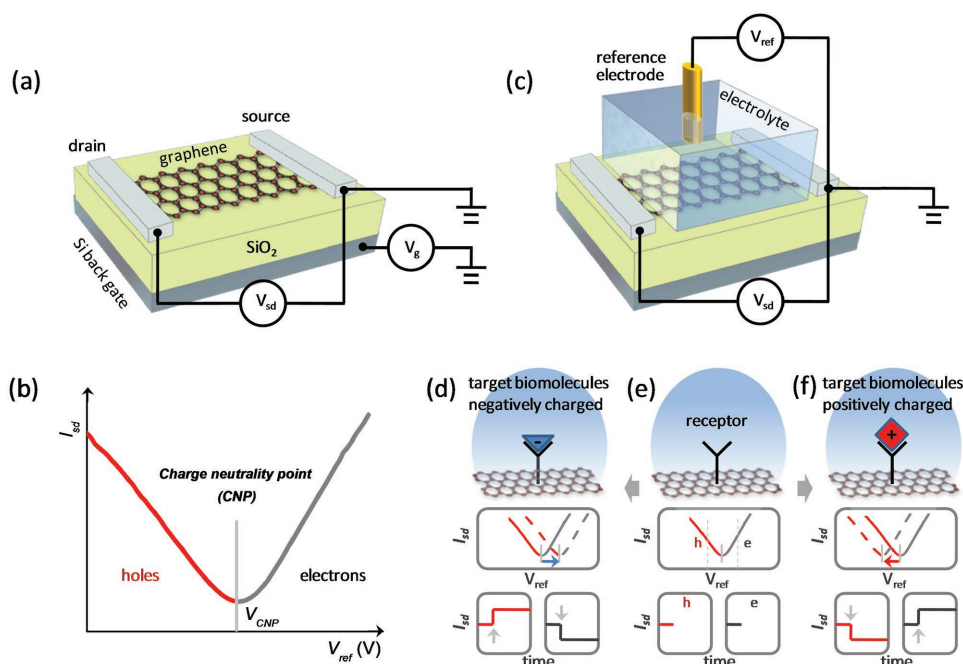 (a)
drain
graphene
source
SiO2
Si back gate
Vg
Vsd
(c)
reference
electrode
electrolyte
Vref
Vsd
(b)
Isd
Charge neutrality point
(CNP)
holes
electrons
VCNP
Vref (V)
(d)
target biomolecules
negatively charged
-
Isd
Vref
Isd
time
(e)
receptor
Isd
h
e
Vref
Isd
h
e
time
(f)
target biomolecules
positively charged
+
Isd
Vref
Isd
time